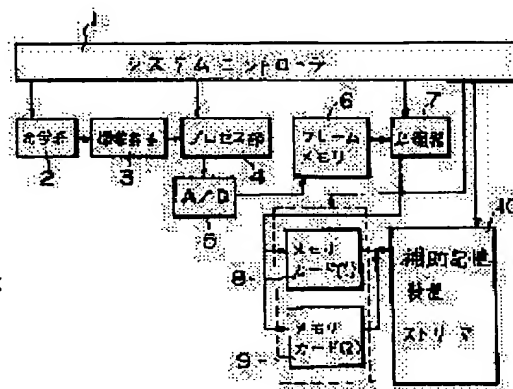 1
システムコントローラ
6
7
光学系
撮像素子
プロセス部
フレーム
メモリ
圧縮器
2
3
4
A/D
5
10
メモリ
カード(1)
8
補助記憶
装置
ストリーマ
メモリ
カード(2)
9